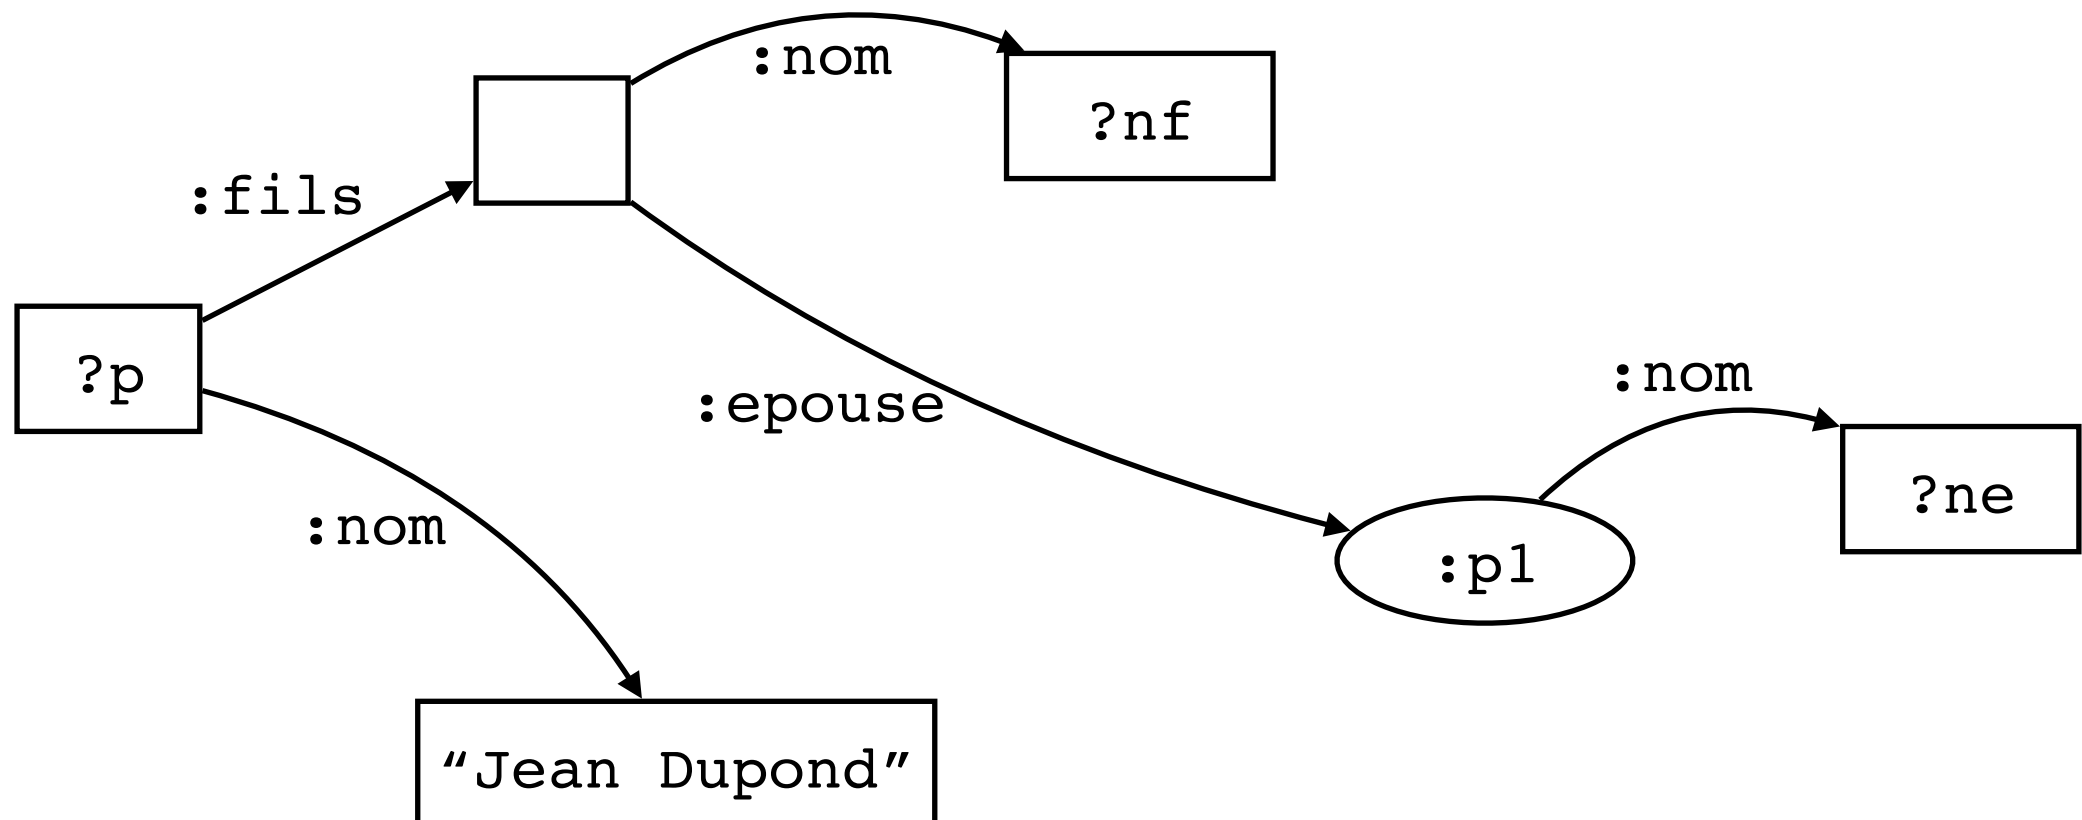 :nom
?nf
:fils
?p
:epouse
:nom
?ne
:nom
:p1
“Jean Dupond”